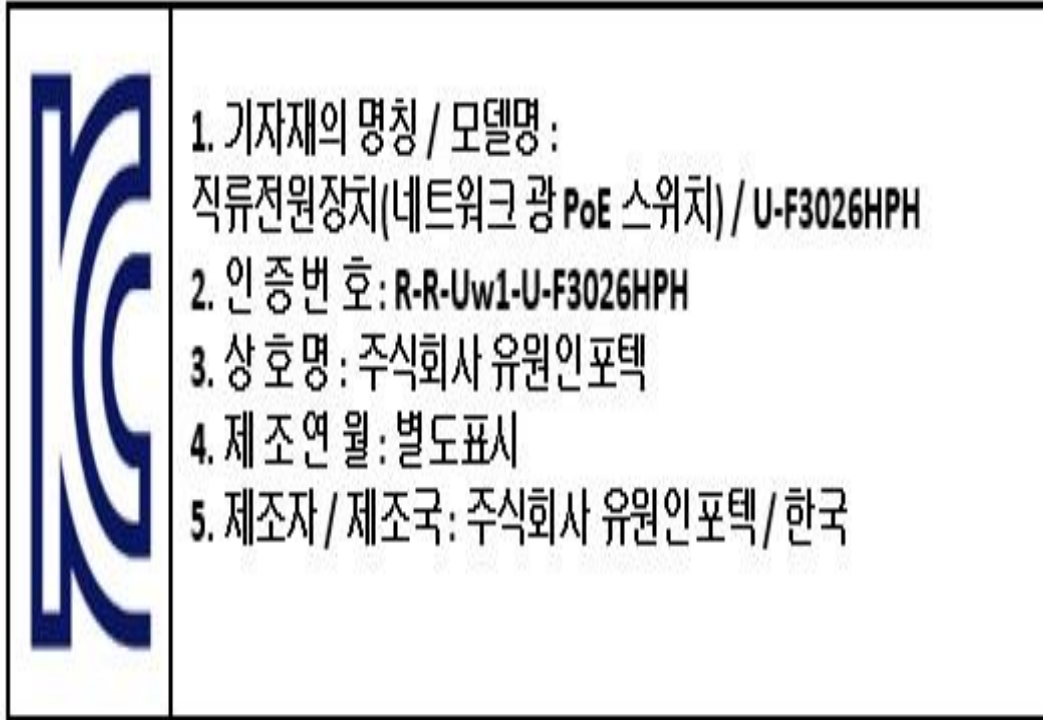 1. 기자재의 명칭 / 모델명 :
직류전원장치(네트워크 광 PoE 스위치) / U-F3026HPH
2. 인 증 번 호 : R-R-Uw1-U-F3026HPH
3. 상 호 명 : 주식회사 유원인포텍
4. 제 조 연 월 : 별도표시
5. 제조자 / 제조국 : 주식회사 유원인포텍 / 한국